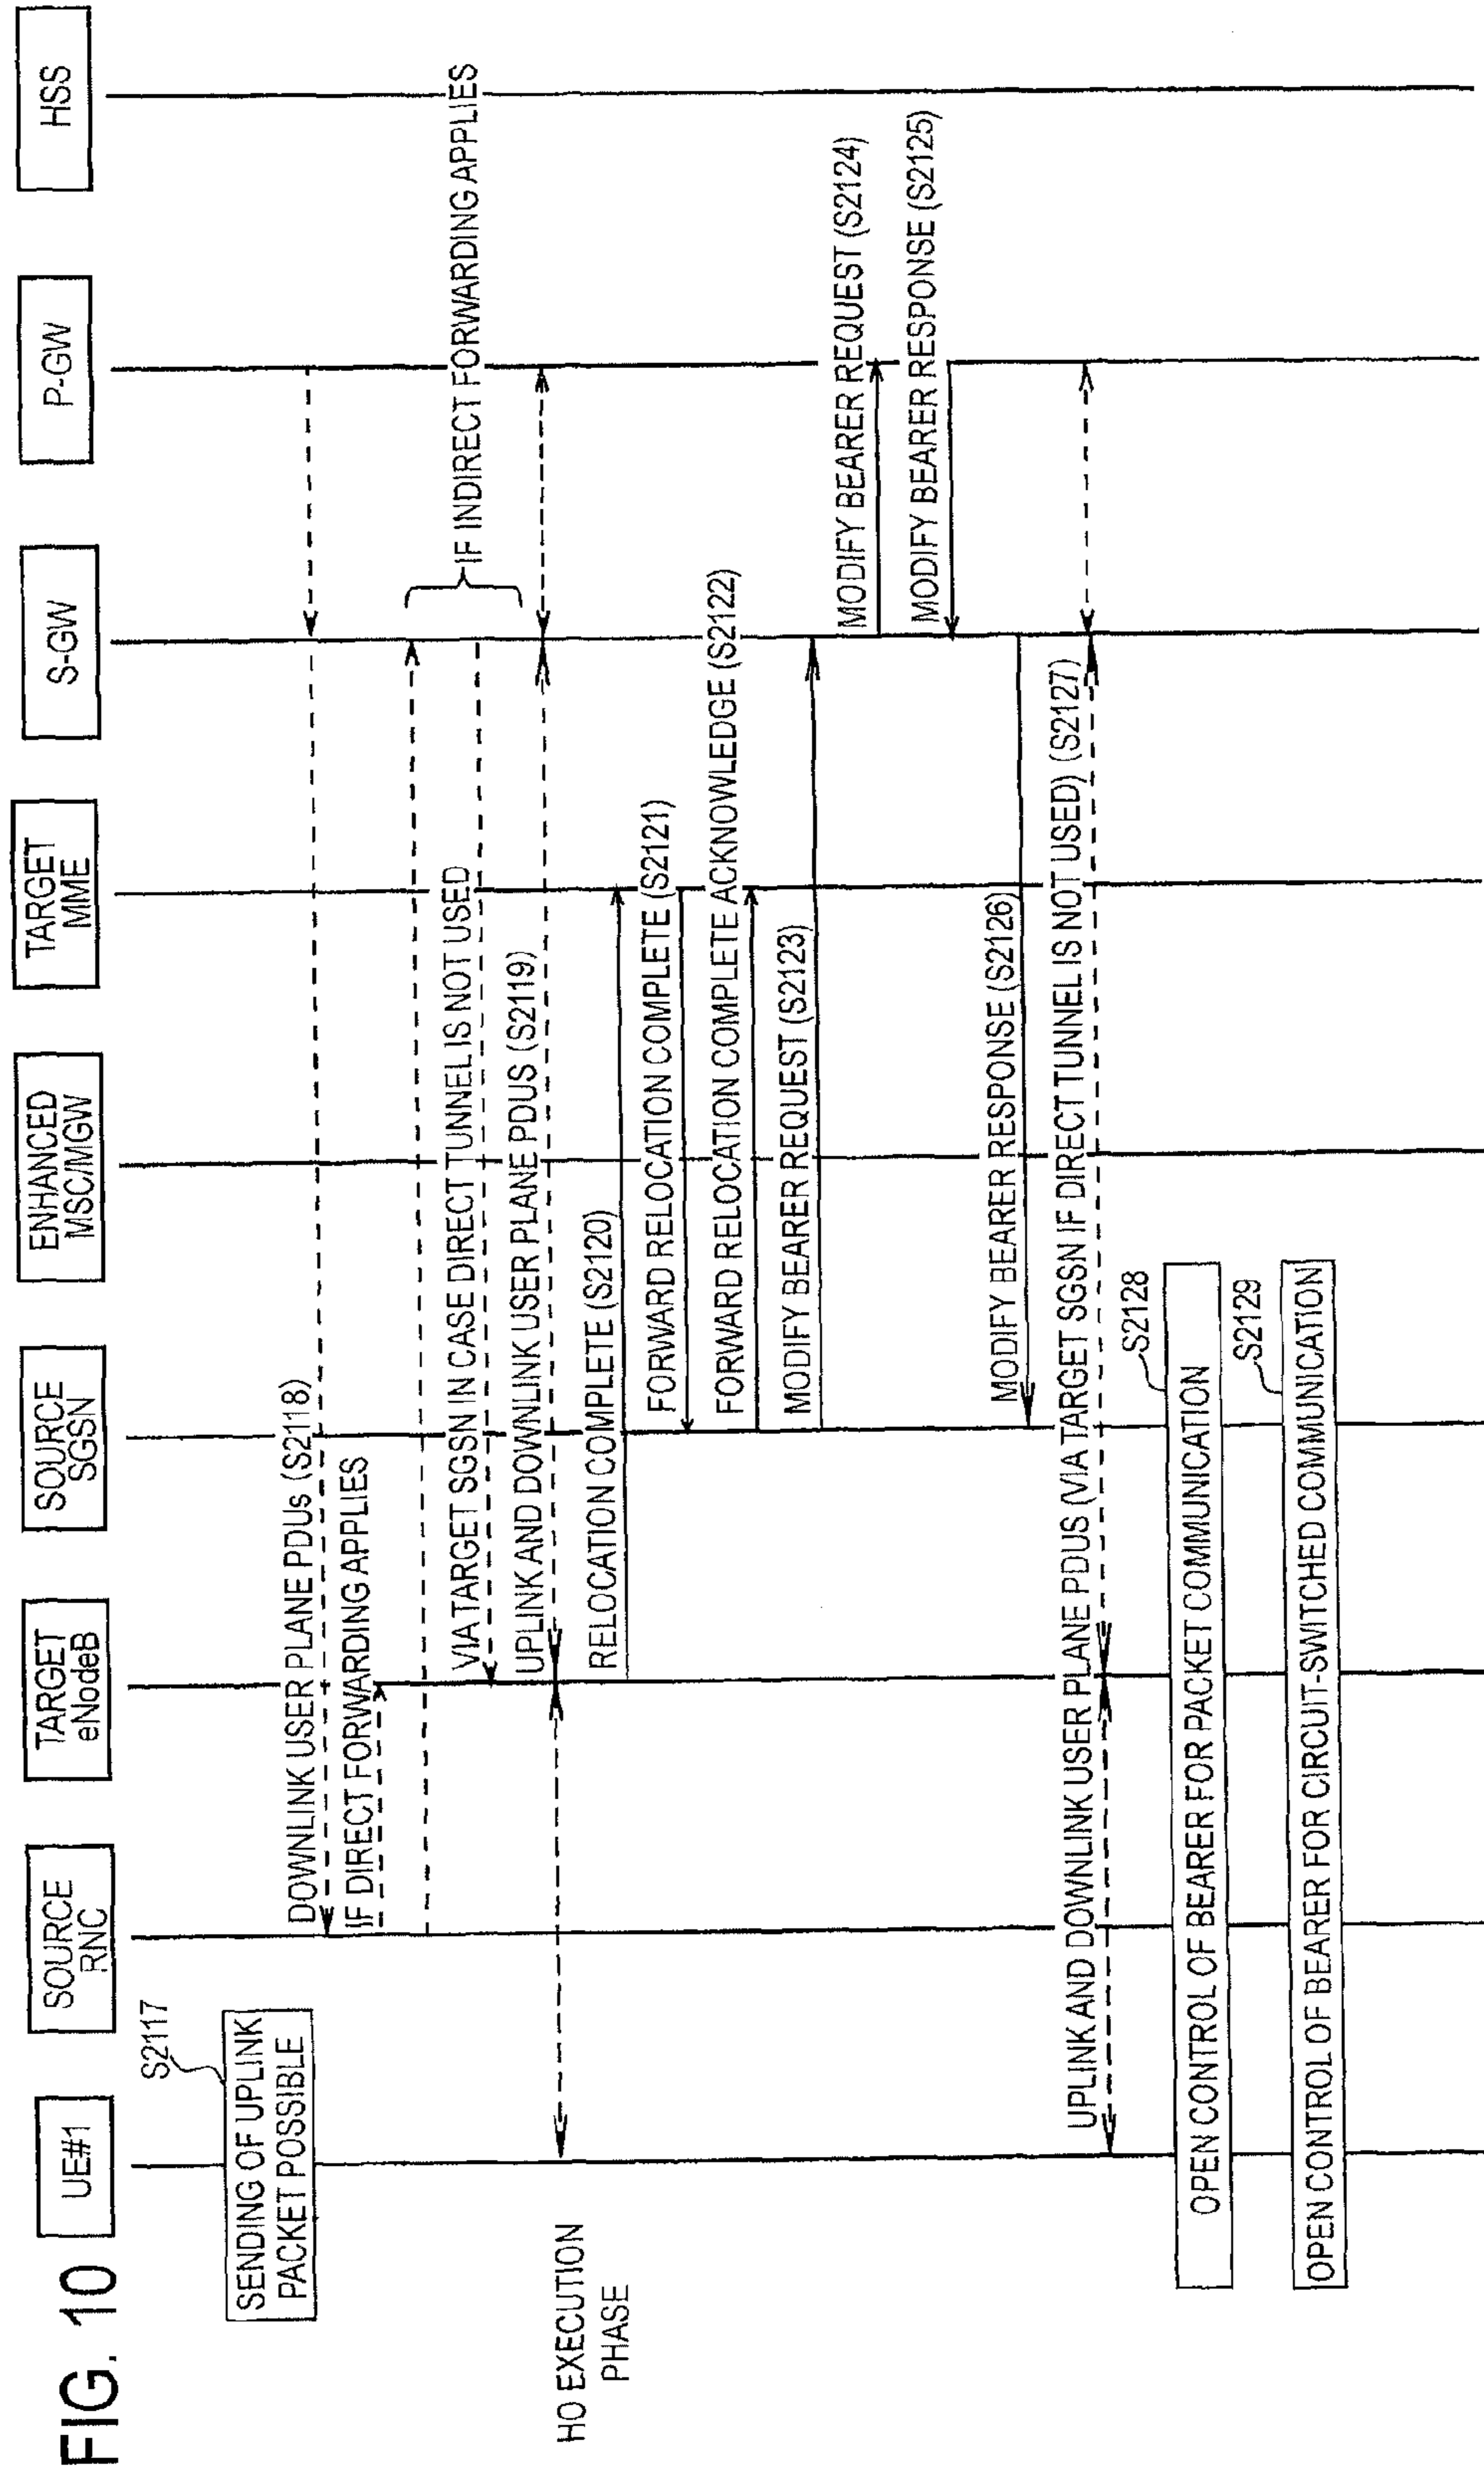 FIG. 10
UE#1
SOURCE
RNC
TARGET
eNodeB
SOURCE
SGSN
ENHANCED
MSC/MGW
TARGET
MME
S-GW
P-GW
HSS
S2117
SENDING OF UPLINK
PACKET POSSIBLE
DOWNLINK USER PLANE PDUs (S2118)
IF DIRECT FORWARDING APPLIES
IF INDIRECT FORWARDING APPLIES
VIA TARGET SGSN IN CASE DIRECT TUNNEL IS NOT USED
UPLINK AND DOWNLINK USER PLANE PDUS (S2119)
HO EXECUTION
PHASE
RELOCATION COMPLETE (S2120)
FORWARD RELOCATION COMPLETE (S2121)
FORWARD RELOCATION COMPLETE ACKNOWLEDGE (S2122)
MODIFY BEARER REQUEST (S2123)
MODIFY BEARER REQUEST (S2124)
MODIFY BEARER RESPONSE (S2125)
MODIFY BEARER RESPONSE (S2126)
UPLINK AND DOWNLINK USER PLANE PDUS (VIA TARGET SGSN IF DIRECT TUNNEL IS NOT USED) (S2127)
S2128
OPEN CONTROL OF BEARER FOR PACKET COMMUNICATION
S2129
OPEN CONTROL OF BEARER FOR CIRCUIT-SWITCHED COMMUNICATION